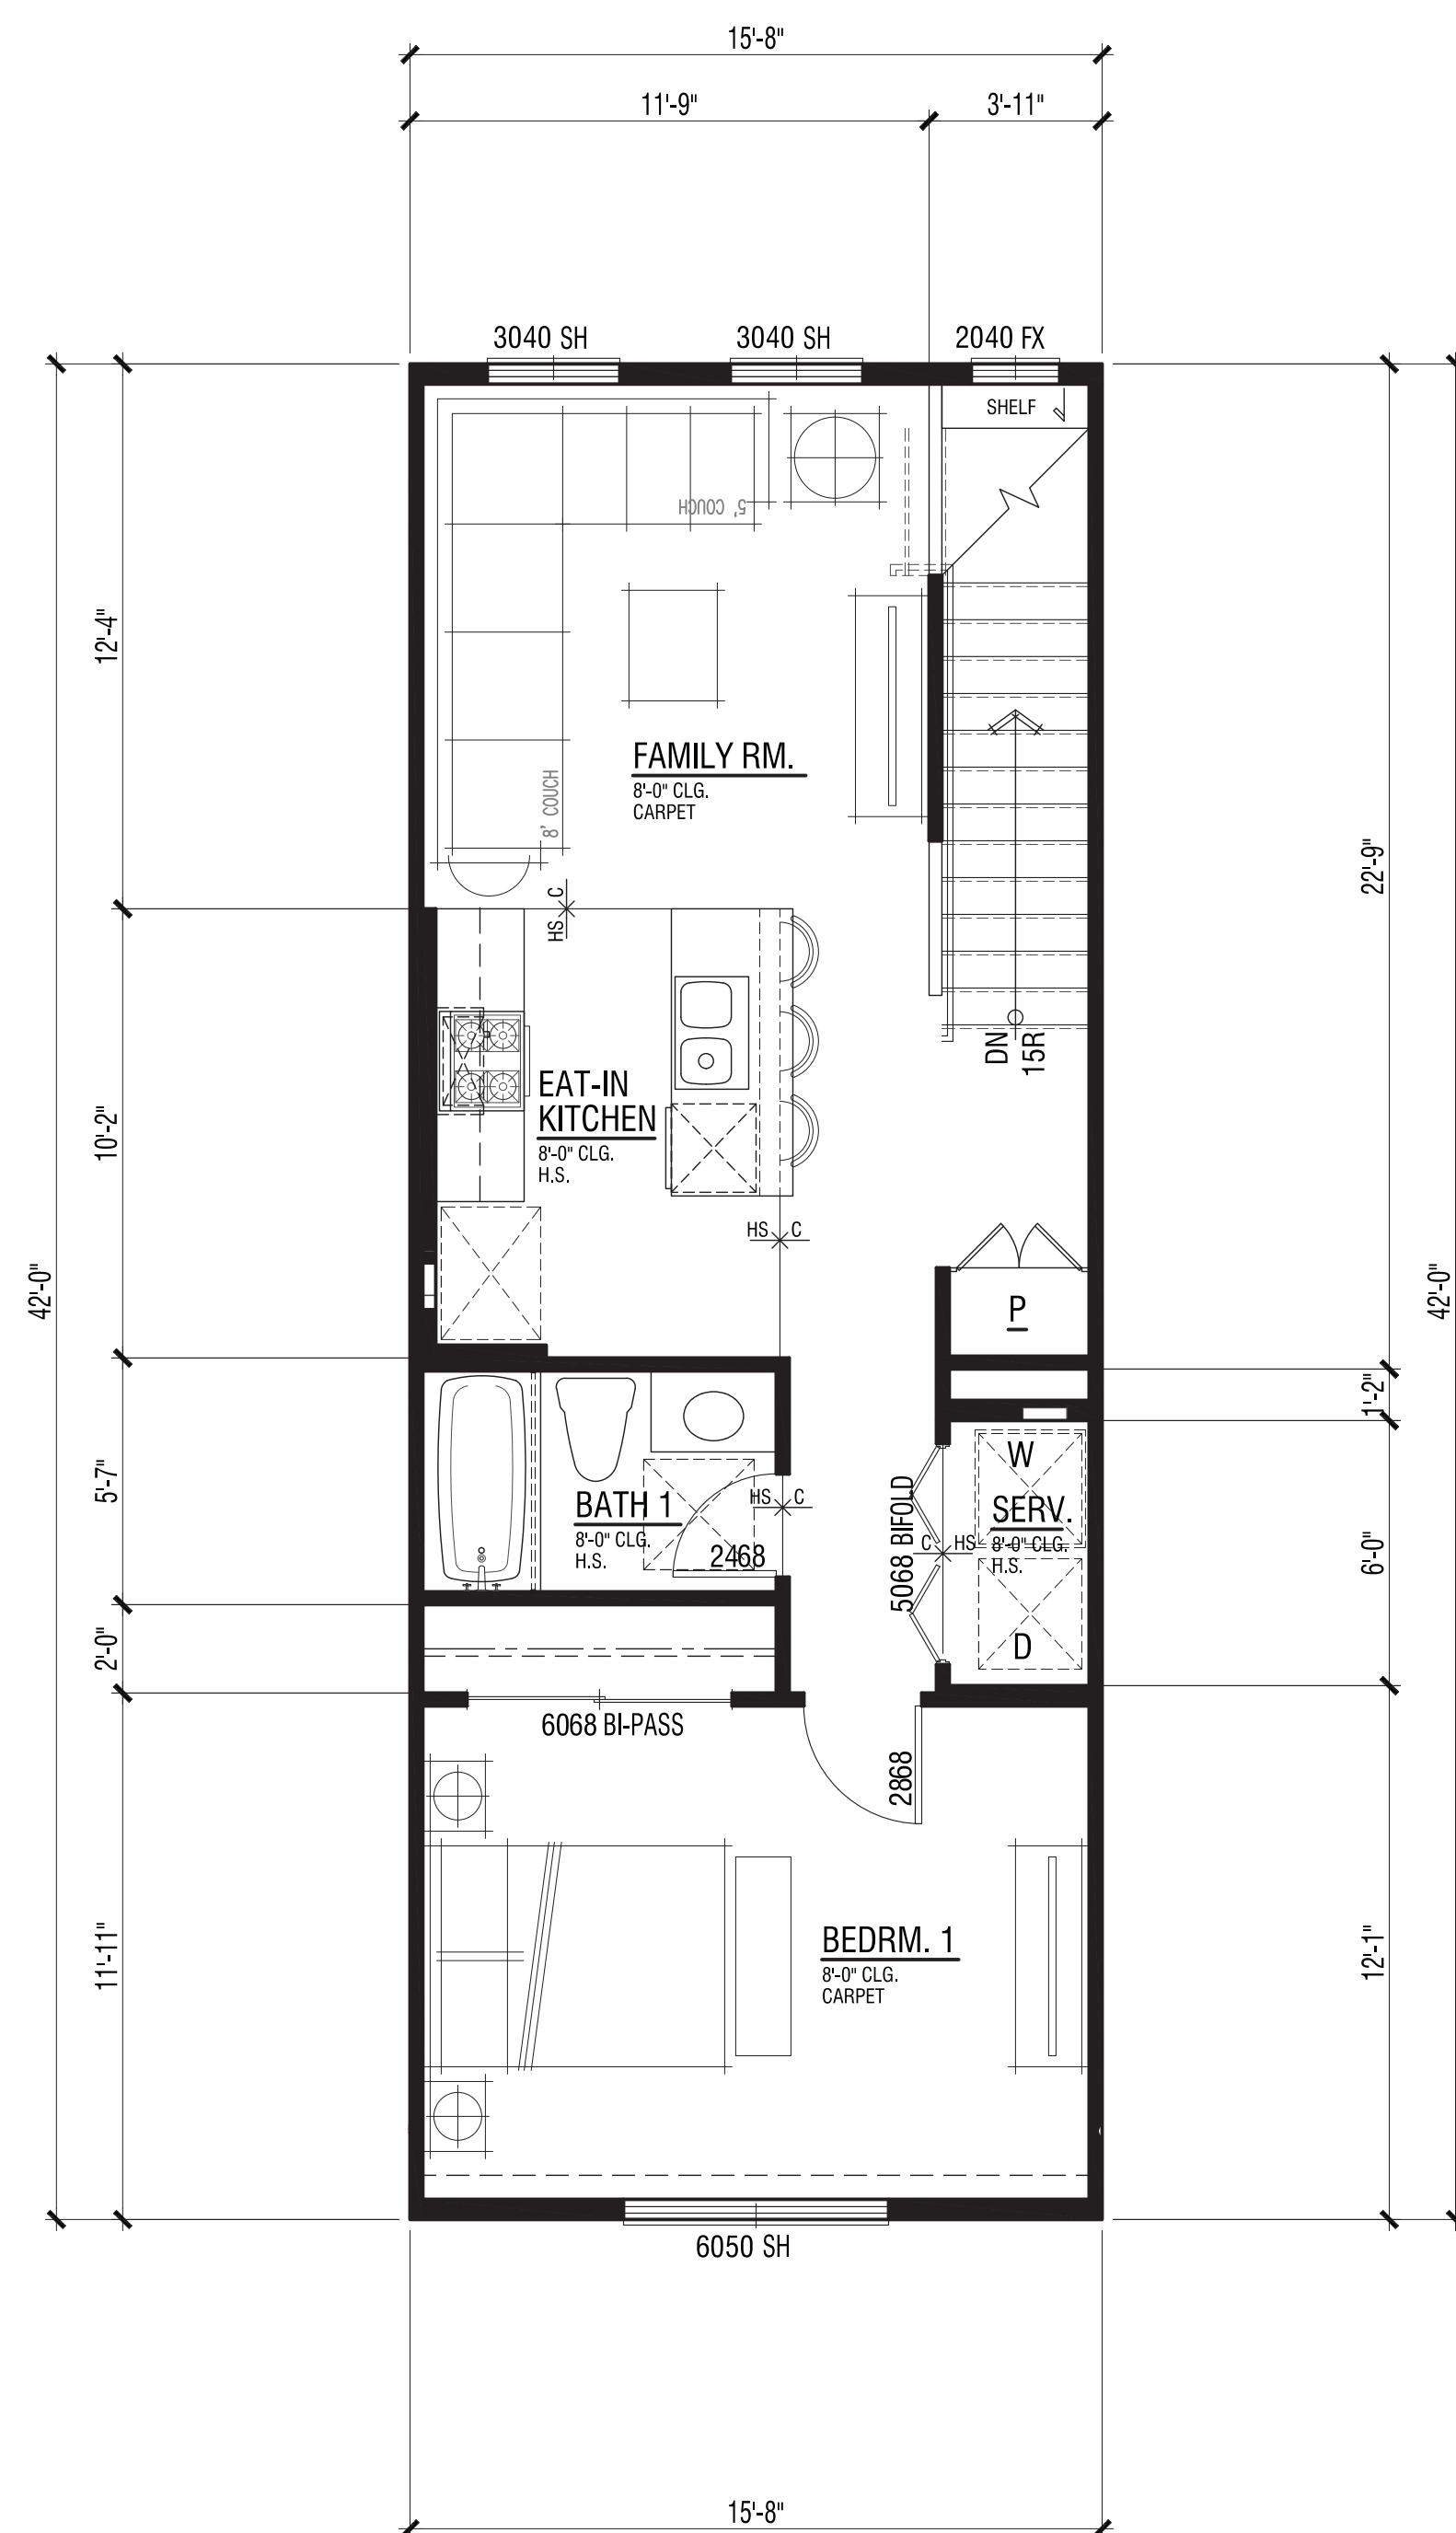 15'-8"
11'-9"
3'-11"
3040 SH
3040 SH
2040 FX
SHELF
5' COUCH
12'-4"
FAMILY RM.
8'-0" CLG.
CARPET
8' COUCH
22'-9"
C
HS
DN
15R
EAT-IN
KITCHEN
8'-0" CLG.
H.S.
10'-2"
HS C
42'-0"
42'-0"
P
1'-2"
W
5'-7"
BATH 1
8'-0" CLG.
H.S.
HS C
2468
5068 BIFOLD
SERV.
8'-0" CLG.
H.S.
C HS
6'-0"
D
2'-0"
6068 BI-PASS
2868
11'-11"
BEDRM. 1
8'-0" CLG.
CARPET
12'-1"
6050 SH
15'-8"